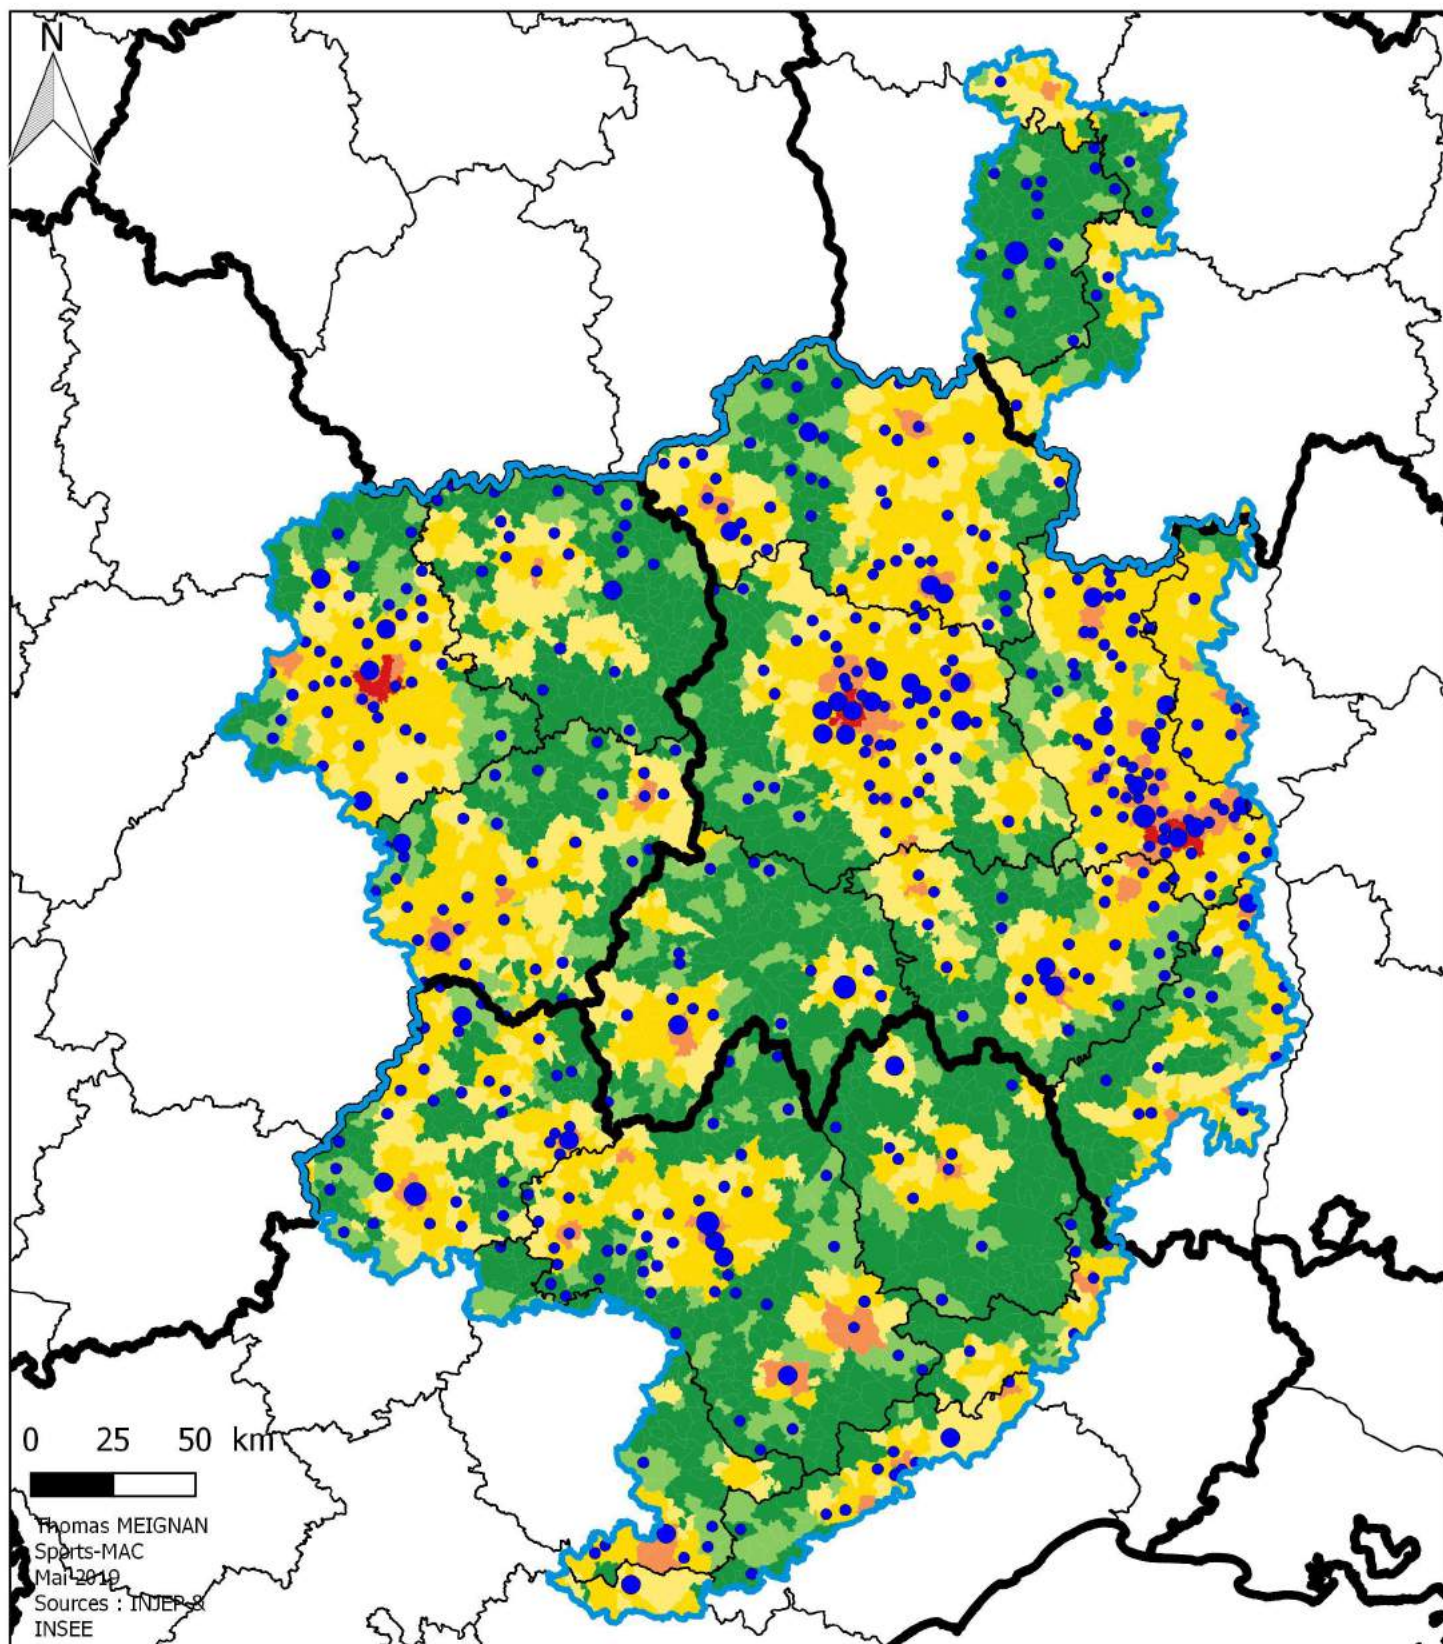 N
0 25 50 km
Thomas MEIGNAN
Sports-MAC
Mai 2019
Sources : INJEP &
INSEE